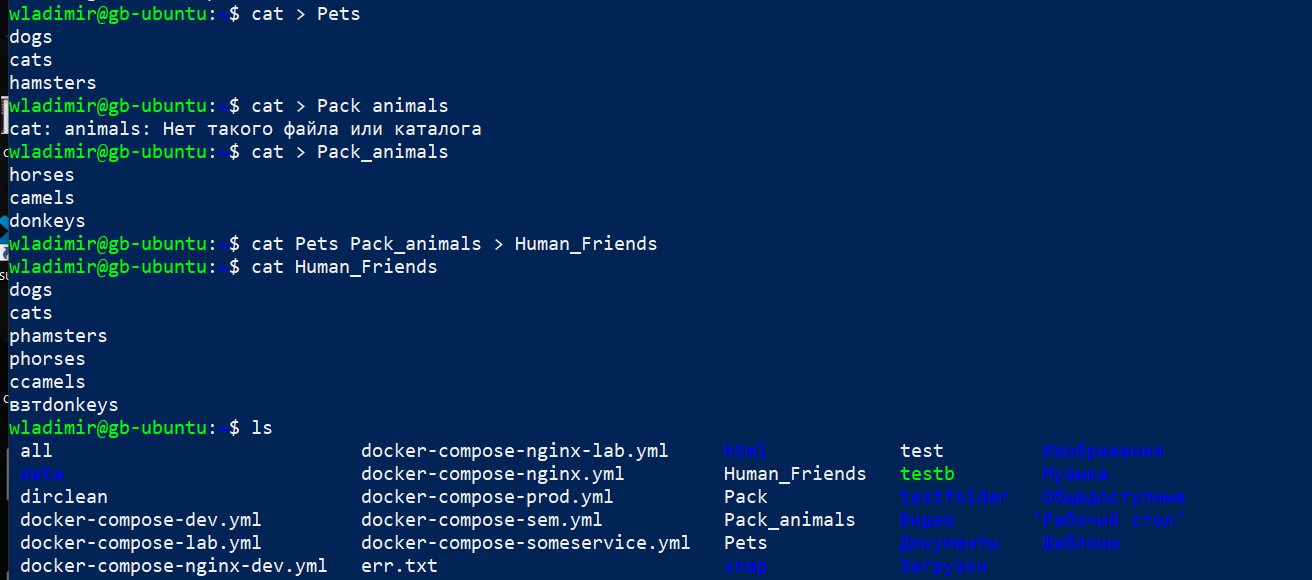 wladimir@gb-ubuntu:~$ cat > Pets
dogs
cats
hamsters
wladimir@gb-ubuntu:~$ cat > Pack animals
cat: animals: Нет такого файла или каталога
wladimir@gb-ubuntu:~$ cat > Pack_animals
horses
camels
donkeys
wladimir@gb-ubuntu:~$ cat Pets Pack_animals > Human_Friends
wladimir@gb-ubuntu:~$ cat Human_Friends
dogs
cats
phamsters
phorses
ccamels
взтdonkeys
wladimir@gb-ubuntu:~$ ls
all docker-compose-nginx-lab.yml html test Изображения
data docker-compose-nginx.yml Human_Friends testb Музыка
dirclean docker-compose-prod.yml Pack testfolder Общедоступные
docker-compose-dev.yml docker-compose-sem.yml Pack_animals Видео 'Рабочий стол'
docker-compose-lab.yml docker-compose-someservice.yml Pets Документы Шаблоны
docker-compose-nginx-dev.yml err.txt snap Загрузки